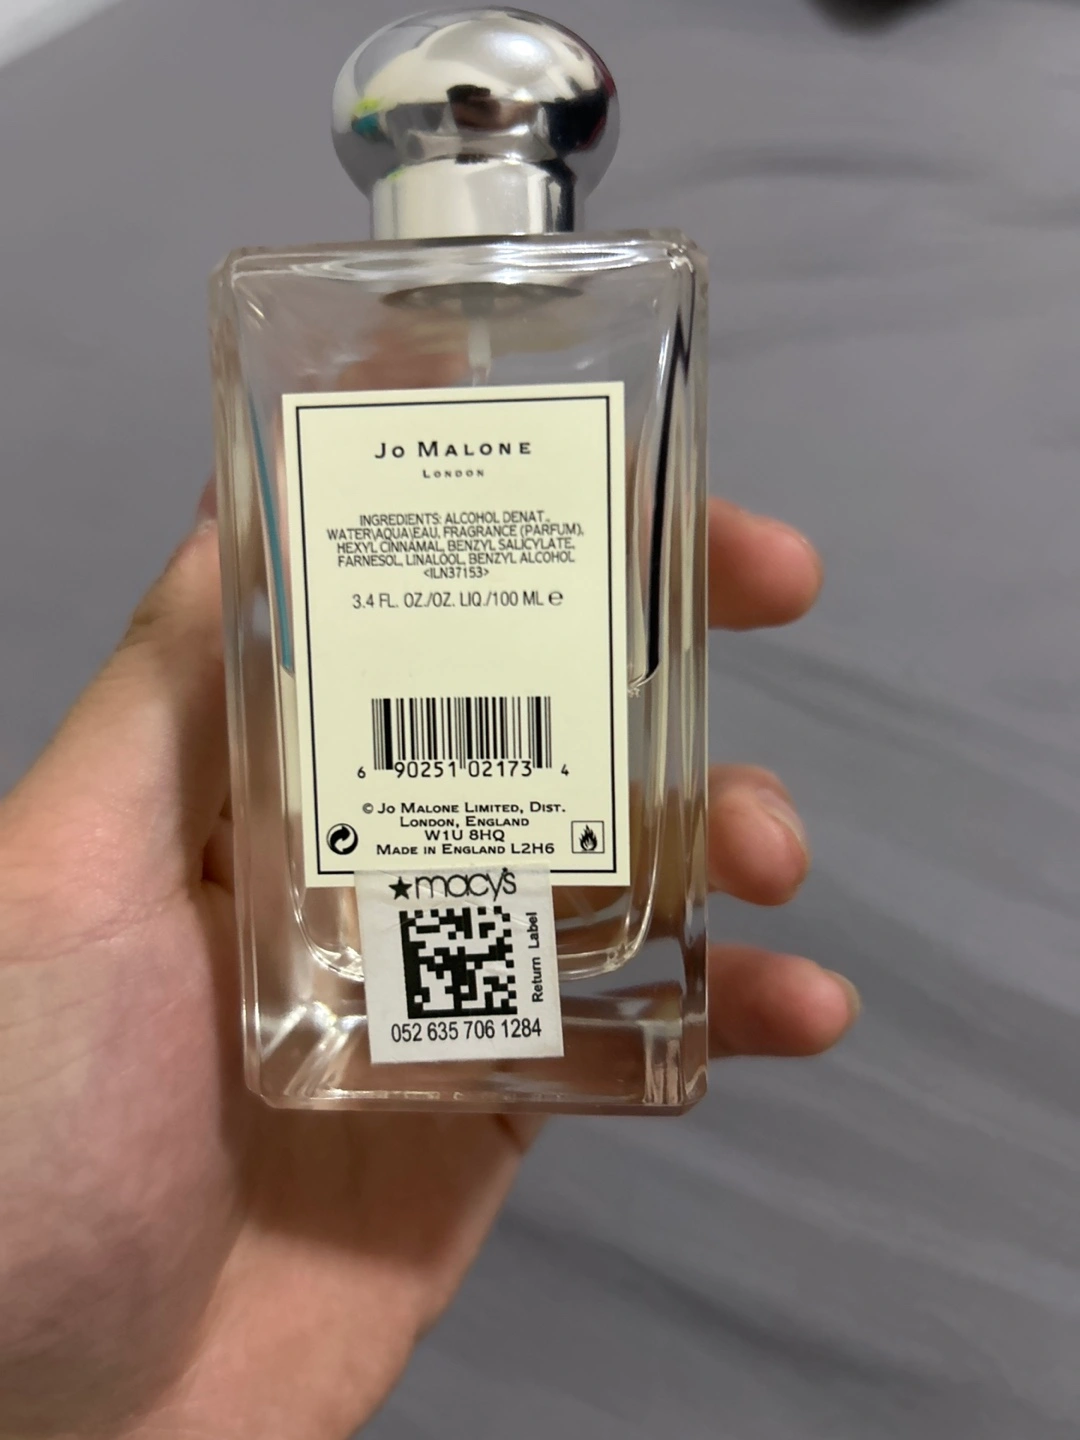 JO MALONE
LONDON
INGREDIENTS: ALCOHOL DENAT.,
WATER\AQUA\EAU, FRAGRANCE (PARFUM),
HEXYL CINNAMAL, BENZYL SALICYLATE,
FARNESOL, LINALOOL, BENZYL ALCOHOL
<ILN37153>
3.4 FL. OZ./OZ. LIQ./100 ML ℮
6 90251 02173 4
© JO MALONE LIMITED, DIST.
LONDON, ENGLAND
W1U 8HQ
MADE IN ENGLAND L2H6
★macy's
Return Label
052 635 706 1284